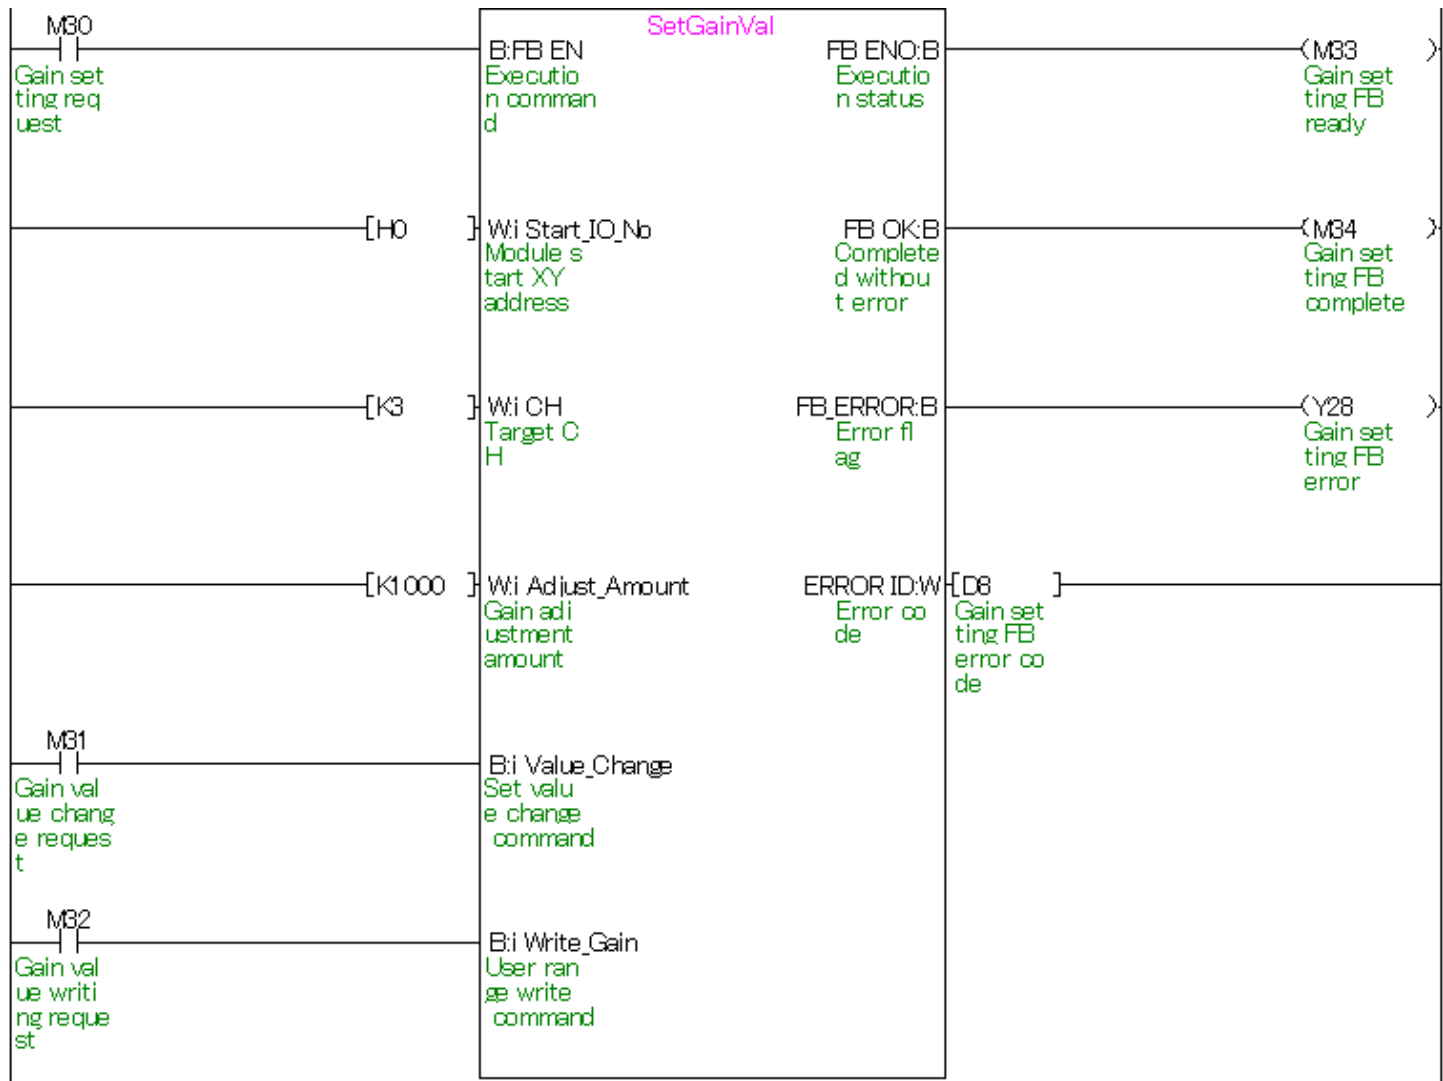 M30
SetGainVal
B:FB EN
FB ENO:B
(M33 )
Gain set
ting req
uest
Executio
n comman
d
Executio
n status
Gain set
ting FB
ready
[H0 ]
W:i Start_IO_No
FB OK:B
(M34 )
Module s
tart XY
address
Complete
d withou
t error
Gain set
ting FB
complete
[K3 ]
W:i CH
FB_ERROR:B
(Y28 )
Target C
H
Error fl
ag
Gain set
ting FB
error
[K1000 ]
W:i Adjust_Amount
ERROR ID:W
[D8 ]
Gain adj
ustment
amount
Error co
de
Gain set
ting FB
error co
de
M31
B:i Value_Change
Gain val
ue chang
e reques
t
Set valu
e change
command
M32
B:i Write_Gain
Gain val
ue writi
ng reque
st
User ran
ge write
command